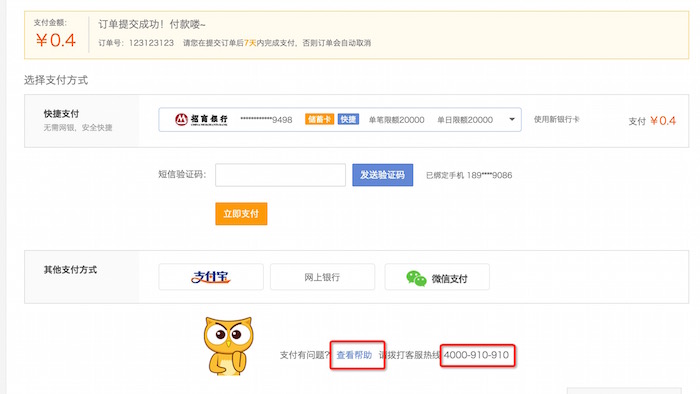 支付金额：
￥0.4
订单提交成功！付款喽~
订单号：123123123 请您在提交订单后7天内完成支付，否则订单会自动取消
选择支付方式
快捷支付
无需网银，安全快捷
招商银行 ************9498 储蓄卡 快捷 单笔限额20000 单日限额20000 使用新银行卡 支付 ￥0.4
短信验证码： 发送验证码 已绑定手机 189****9086
立即支付
其他支付方式 支付宝 网上银行 微信支付
支付有问题？ 查看帮助 请拨打客服热线 4000-910-910